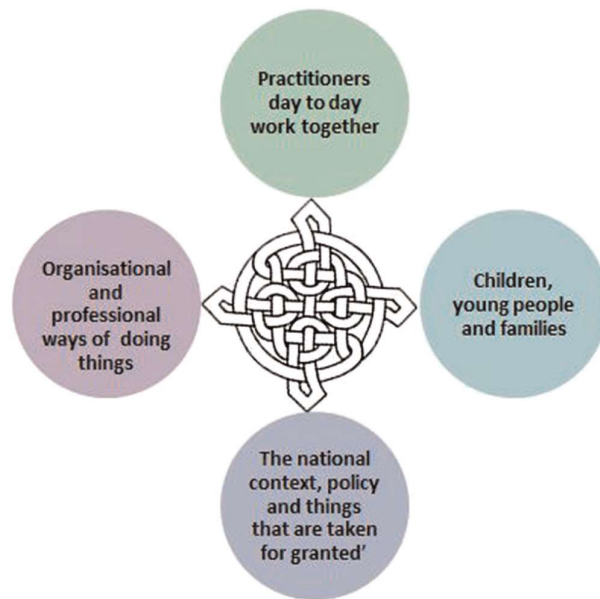 Practitioners
day to day
work together
Organisational
and
professional
ways of doing
things
Children,
young people
and families
The national
context, policy
and things
that are taken
for granted’